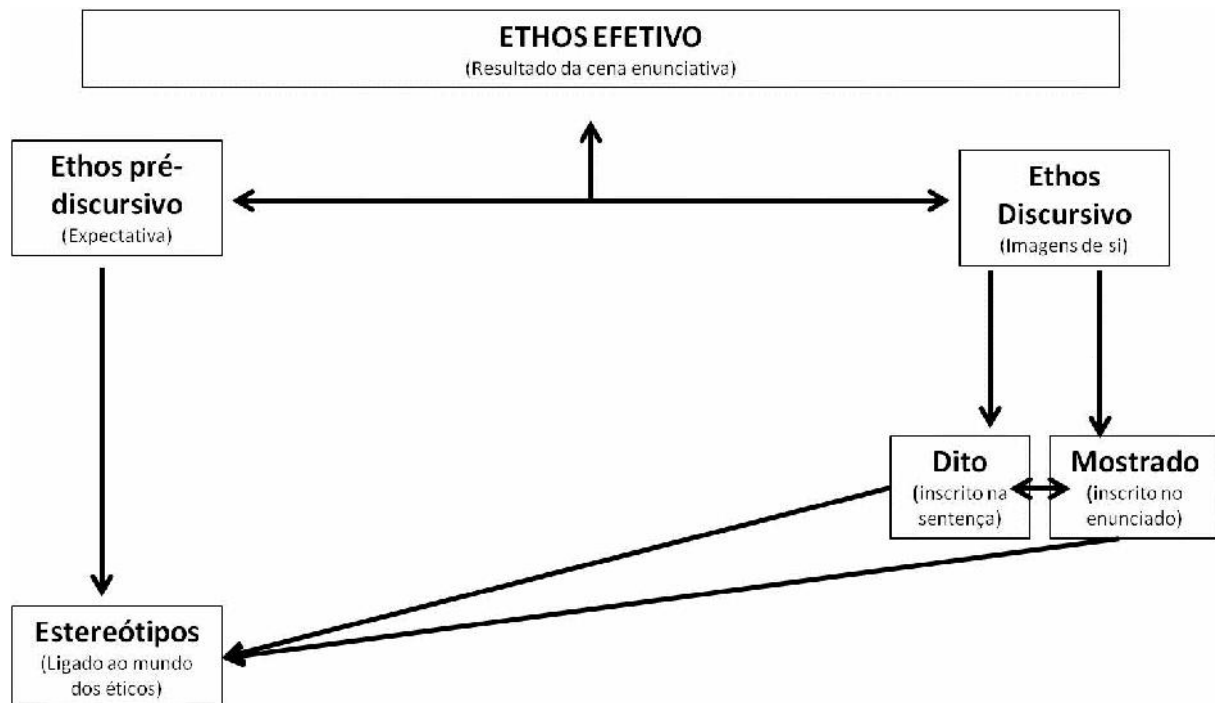 ETHOS EFETIVO
(Resultado da cena enunciativa)
Ethos pré-
discursivo
(Expectativa)
Ethos
Discursivo
(Imagens de si)
Dito
(inscrito na
sentença)
Mostrado
(inscrito no
enunciado)
Estereótipos
(Ligado ao mundo
dos éticos)